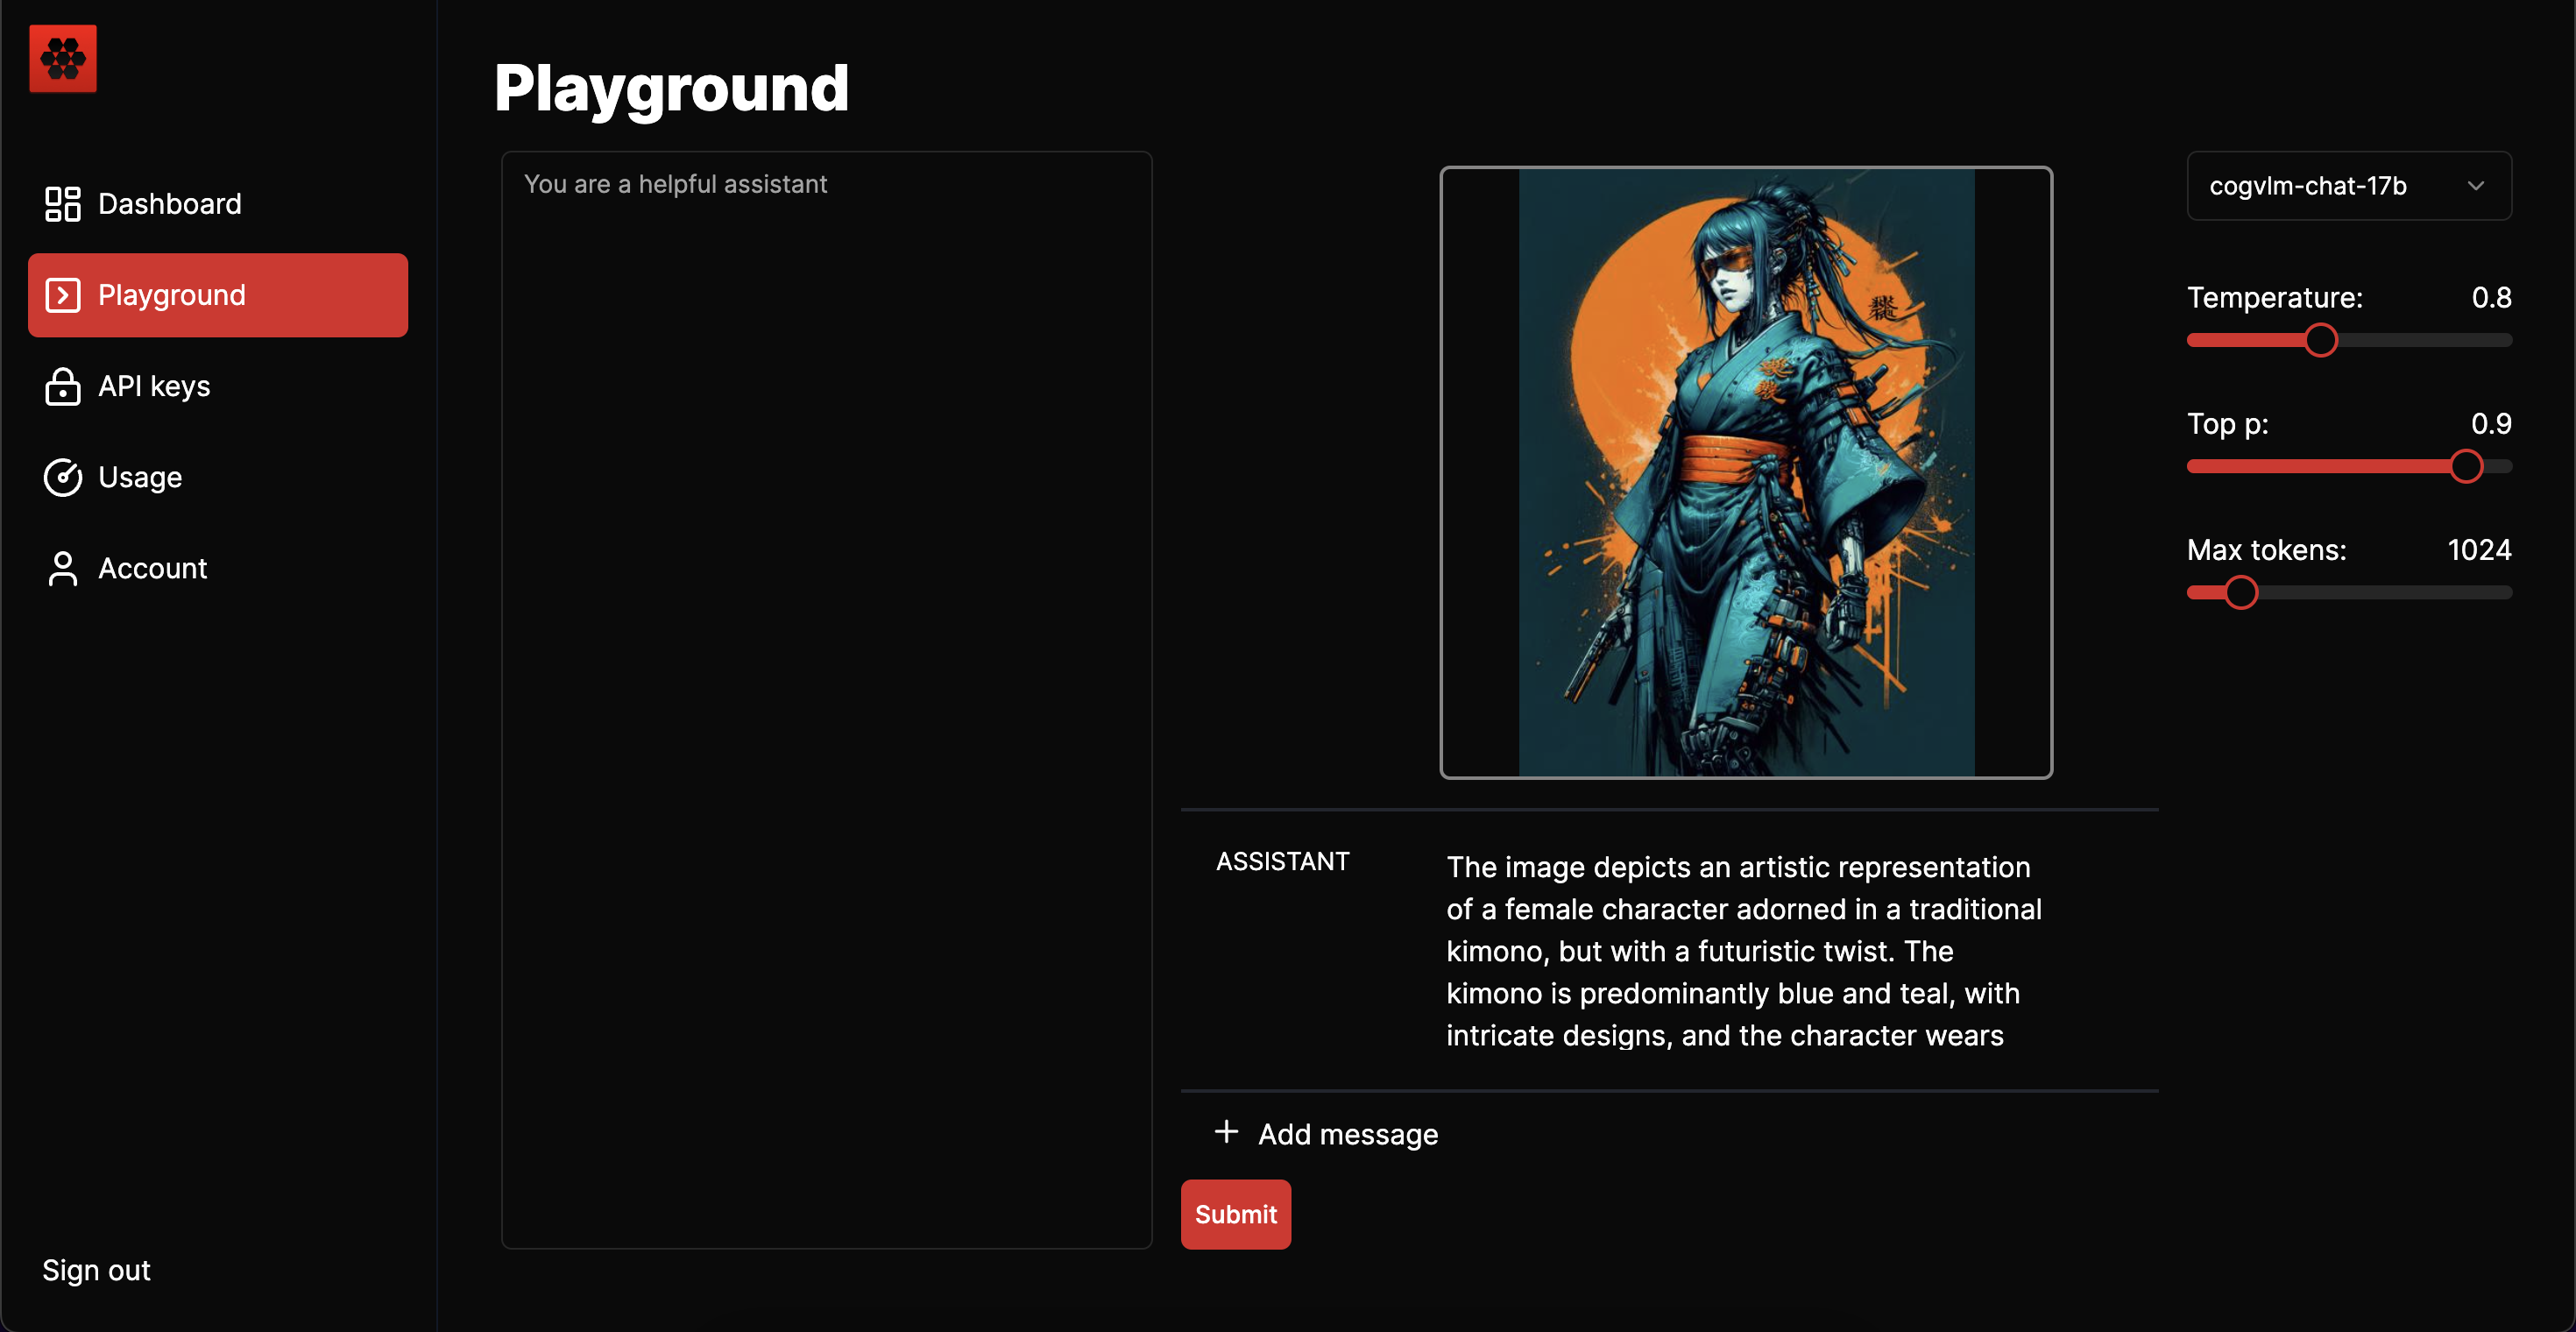 Playground
Dashboard
Playground
API keys
Usage
Account
Sign out
You are a helpful assistant
ASSISTANT
The image depicts an artistic representation
of a female character adorned in a traditional
kimono, but with a futuristic twist. The
kimono is predominantly blue and teal, with
intricate designs, and the character wears
Add message
Submit
cogvlm-chat-17b
Temperature: 0.8
Top p: 0.9
Max tokens: 1024